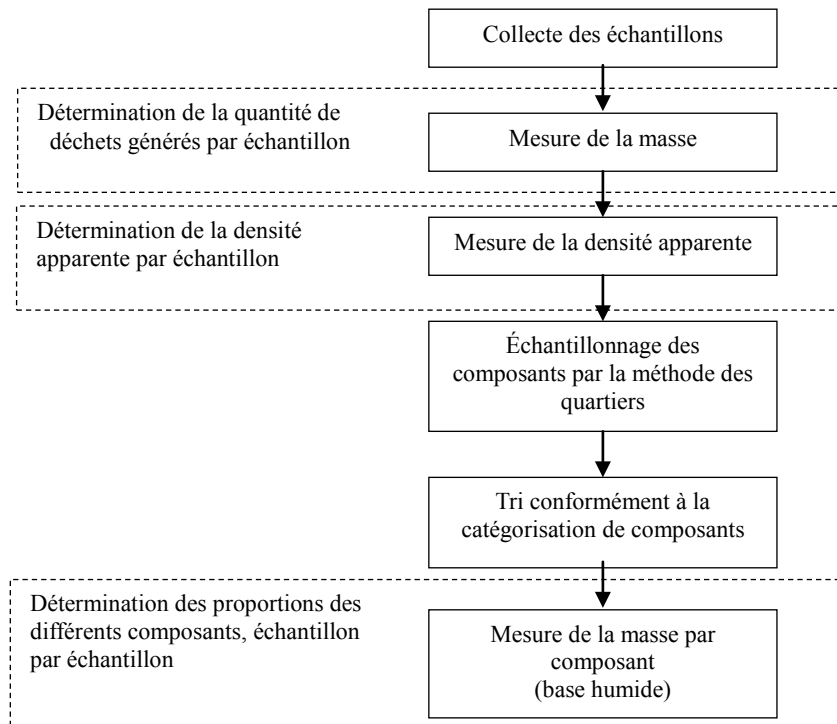 Collecte des échantillons
Détermination de la quantité de
déchets générés par échantillon
Mesure de la masse
Détermination de la densité
apparente par échantillon
Mesure de la densité apparente
Échantillonnage des
composants par la méthode des
quartiers
Tri conformément à la
catégorisation de composants
Détermination des proportions des
différents composants, échantillon
par échantillon
Mesure de la masse par
composant
(base humide)